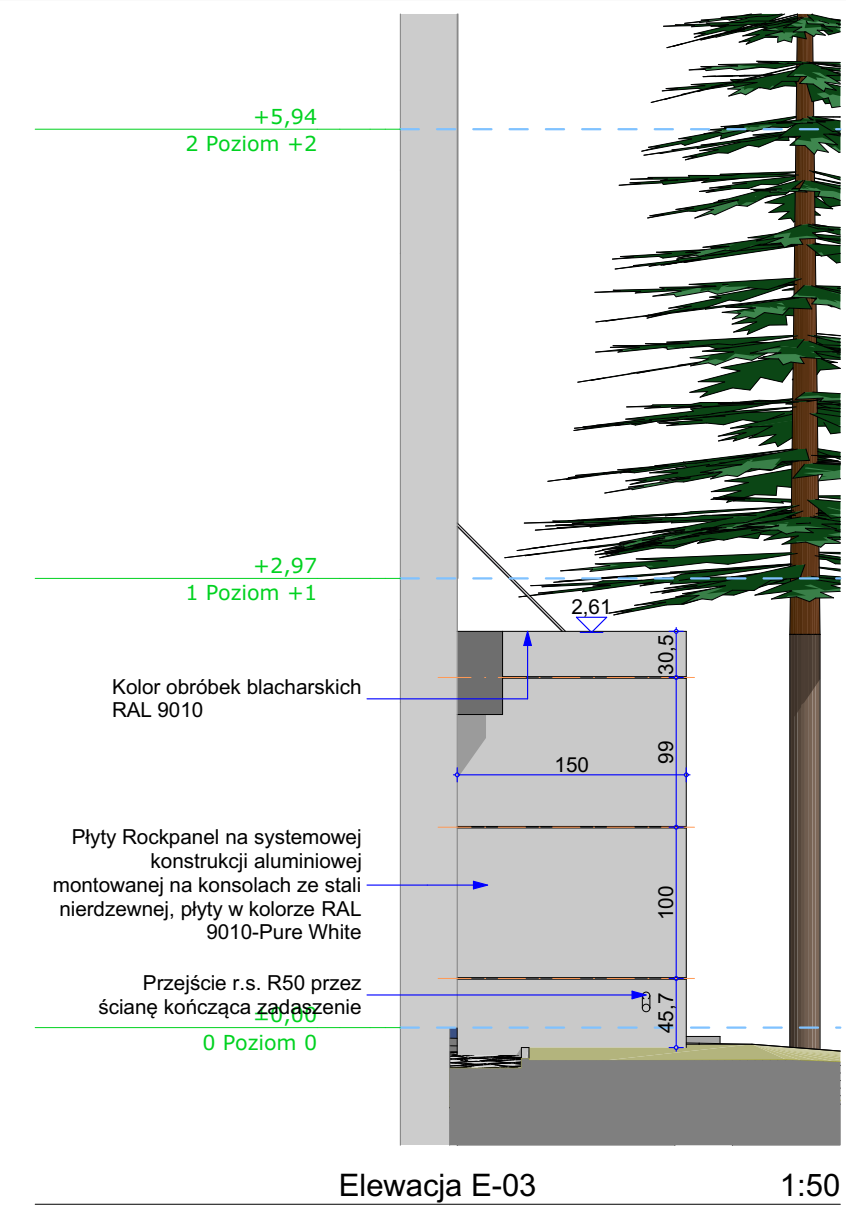 +5,94
2 Poziom +2
+2,97
1 Poziom +1
2,61
30,5
Kolor obróbek blacharskich
RAL 9010
99
150
Płyty Rockpanel na systemowej
konstrukcji aluminiowej
montowanej na konsolach ze stali
nierdzewnej, płyty w kolorze RAL
9010-Pure White
100
Przejście r.s. R50 przez
ścianę kończąca zadaszenie
45,7
±0,00
0 Poziom 0
Elewacja E-03 1:50